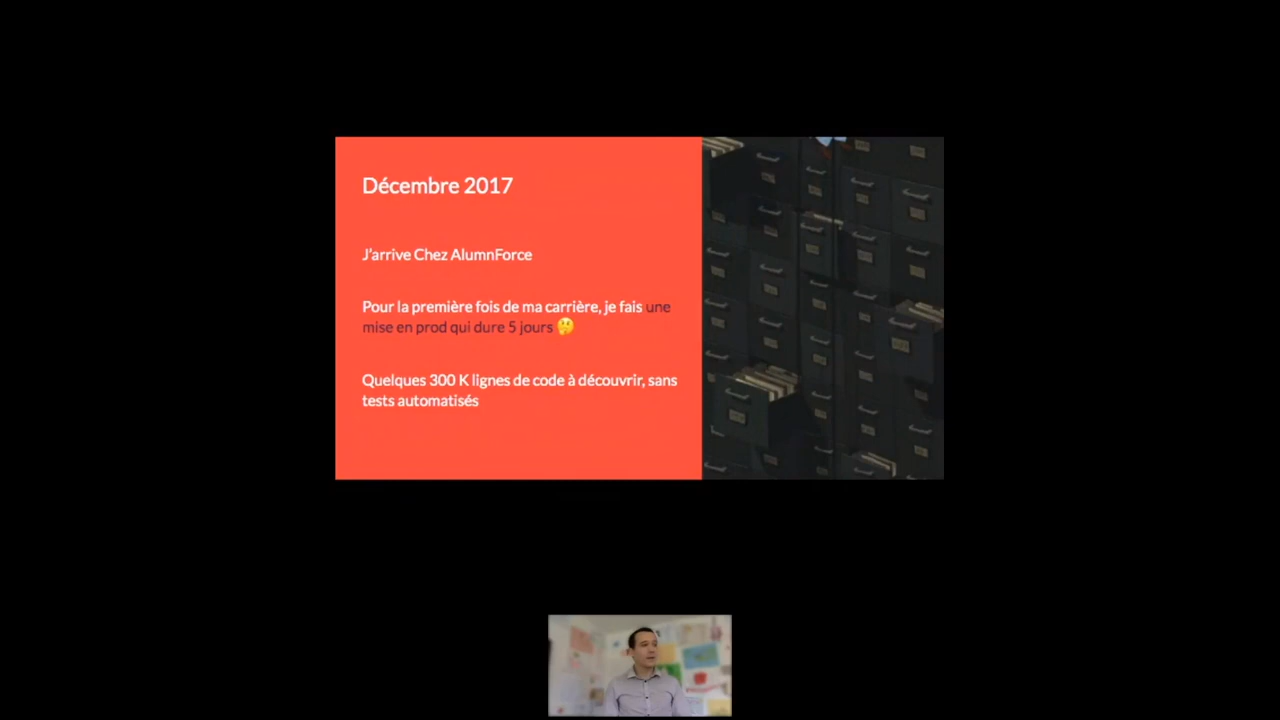 Décembre 2017
J'arrive Chez AlumnForce
Pour la première fois de ma carrière, je fais une
mise en prod qui dure 5 jours 🤔
Quelques 300 K lignes de code à découvrir, sans
tests automatisés